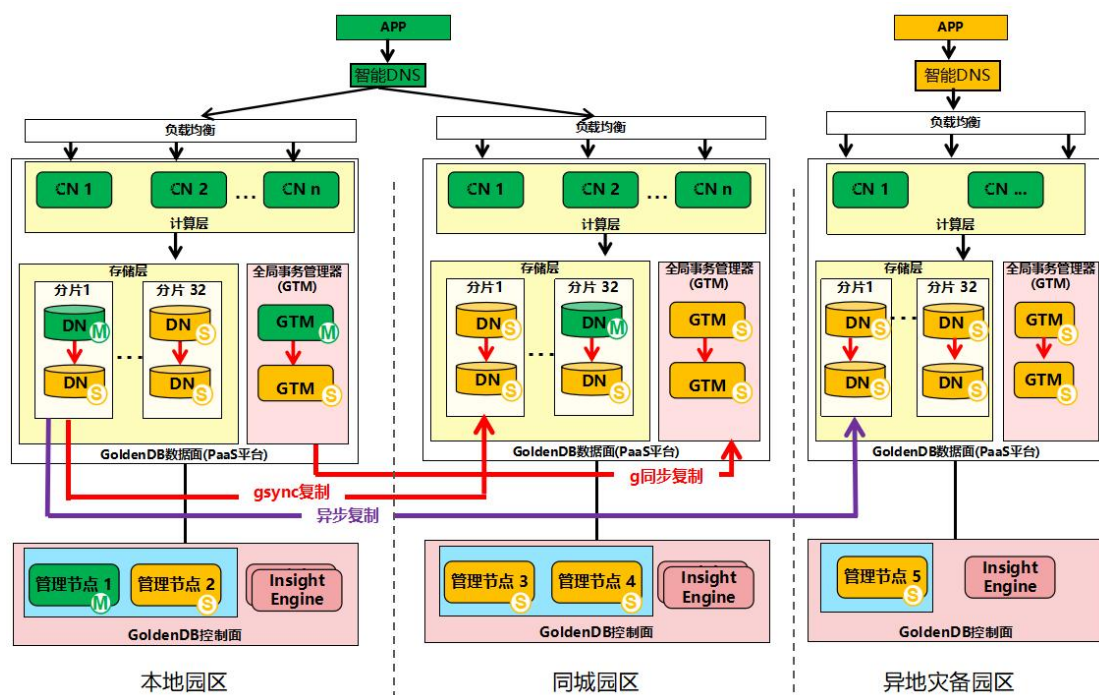 APP
智能DNS
负载均衡
CN 1
CN 2
...
CN n
计算层
存储层
分片1
分片 32
DN
M
DN
S
...
DN
S
DN
S
全局事务管理器
(GTM)
GTM
M
GTM
S
GoldenDB数据面(PaaS平台)
负载均衡
CN 1
CN 2
...
CN n
计算层
存储层
分片1
分片 32
DN
S
DN
M
...
DN
S
DN
S
全局事务管理器
(GTM)
GTM
S
GTM
S
GoldenDB数据面(PaaS平台)
APP
智能DNS
负载均衡
CN 1
CN ...
计算层
存储层
分片1
分片 32
DN
S
...
DN
S
DN
S
DN
S
全局事务管理器
(GTM)
GTM
S
GTM
S
GoldenDB数据面(PaaS平台)
gsync复制
g同步复制
异步复制
管理节点 1
M
管理节点 2
S
Insight
Engine
GoldenDB控制面
管理节点 3
S
管理节点 4
S
Insight
Engine
GoldenDB控制面
管理节点 5
S
Insight
Engine
GoldenDB控制面
本地园区
同城园区
异地灾备园区